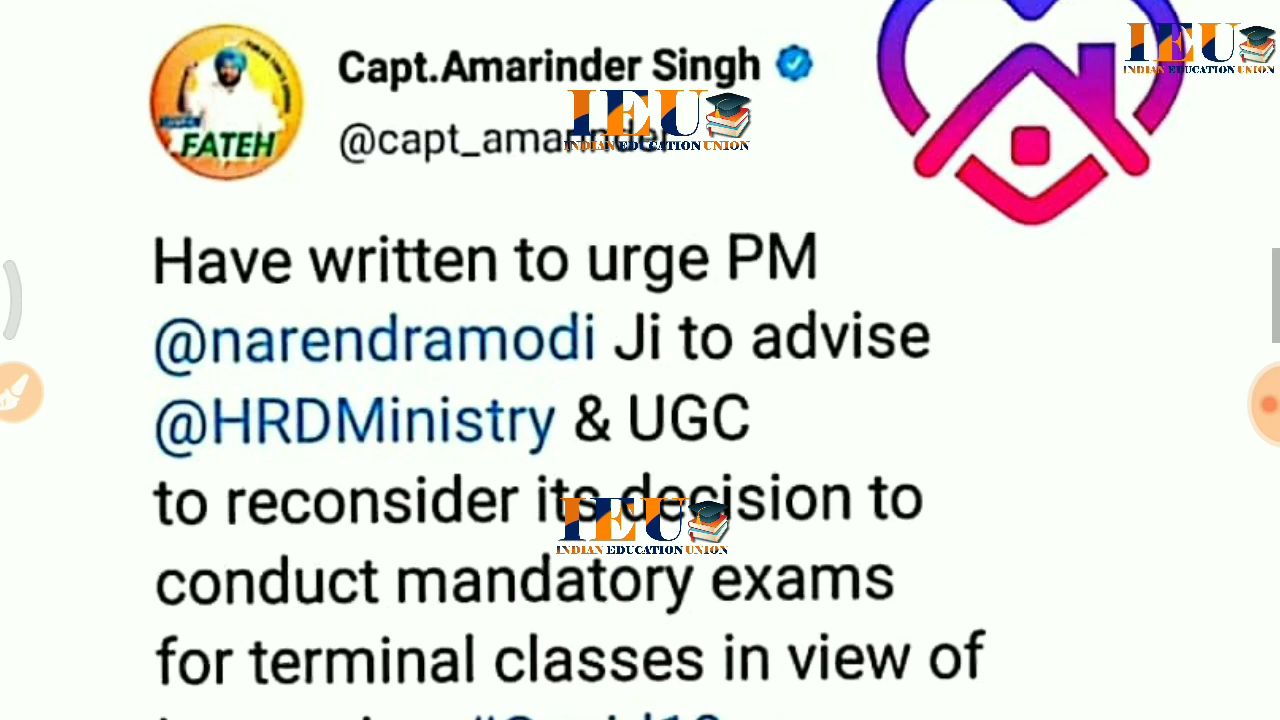 Capt.Amarinder Singh
@capt_amarinder
FATEH
IEU
INDIAN EDUCATION UNION
IEU
INDIAN EDUCATION UNION
Have written to urge PM
@narendramodi Ji to advise
@HRDMinistry & UGC
to reconsider its decision to
conduct mandatory exams
for terminal classes in view of
IEU
INDIAN EDUCATION UNION